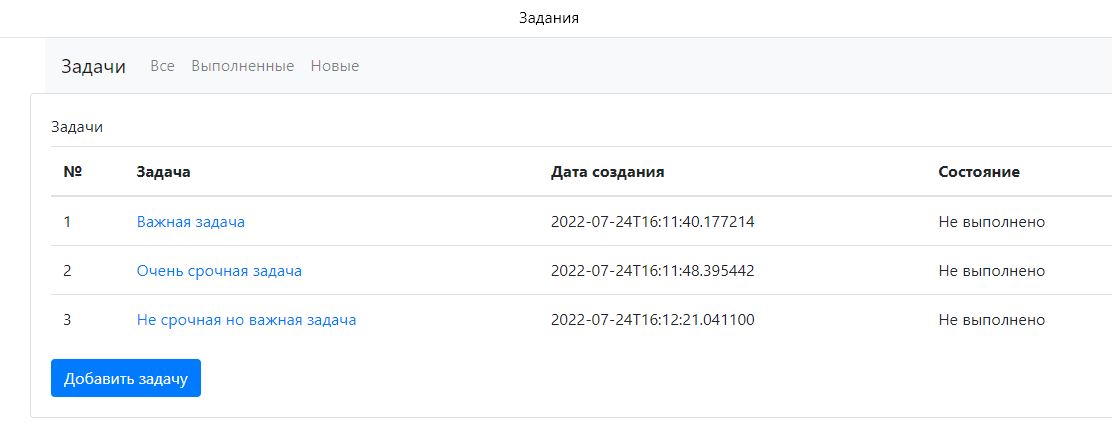 Задания
Задачи Все Выполненные Новые
Задачи
№ Задача Дата создания Состояние
1 Важная задача 2022-07-24T16:11:40.177214 Не выполнено
2 Очень срочная задача 2022-07-24T16:11:48.395442 Не выполнено
3 Не срочная но важная задача 2022-07-24T16:12:21.041100 Не выполнено
Добавить задачу